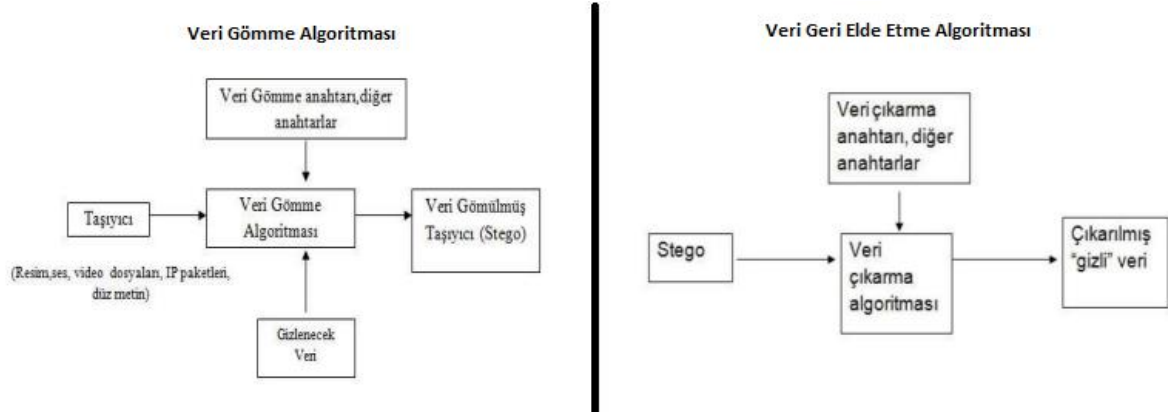 Veri Gömme Algoritması
Veri Gömme anahtarı,diğer
anahtarlar
Taşıyıcı
Veri Gömme
Algoritması
Veri Gömülmüş
Taşıyıcı (Stego)
(Resim,ses, video dosyaları, IP paketleri,
düz metin)
Gizlenecek
Veri
Veri Geri Elde Etme Algoritması
Veri çıkarma
anahtarı, diğer
anahtarlar
Stego
Veri
çıkarma
algoritması
Çıkarılmış
"gizli" veri